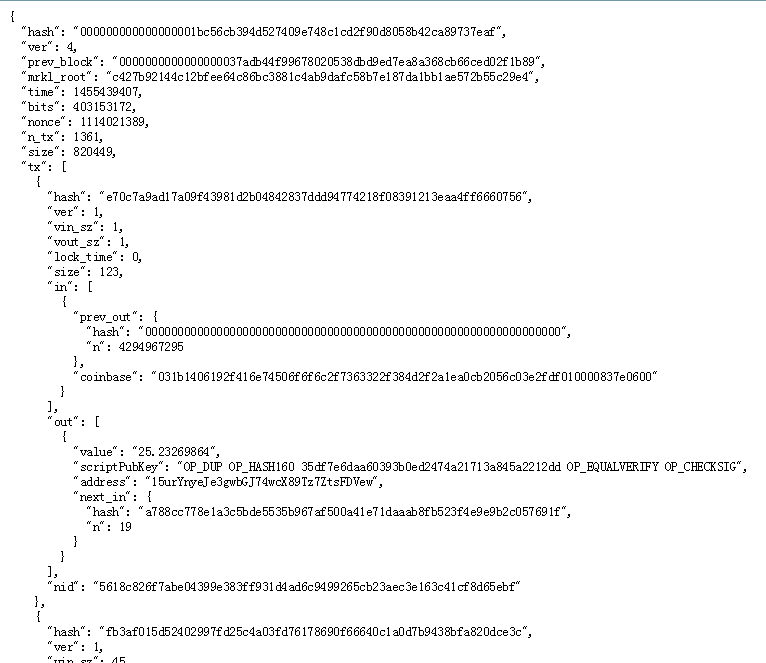 {
"hash": "000000000000000001bc56cb394d527409e748c1cd2f90d8058b42ca89737eaf",
"ver": 4,
"prev_block": "0000000000000000037adb44f99678020538dbd9ed7ea8a368cb66ced02f1b89",
"mrkl_root": "c427b92144c12bfee64c86bc3881c4ab9dafc58b7e187da1bb1ae572b55c29e4",
"time": 1455439407,
"bits": 403153172,
"nonce": 1114021389,
"n_tx": 1361,
"size": 820449,
"tx": [
{
"hash": "e70c7a9ad17a09f43981d2b04842837ddd94774218f08391213eaa4ff6660756",
"ver": 1,
"vin_sz": 1,
"vout_sz": 1,
"lock_time": 0,
"size": 123,
"in": [
{
"prev_out": {
"hash": "0000000000000000000000000000000000000000000000000000000000000000",
"n": 4294967295
},
"coinbase": "031b1406192f416e74506f6f6c2f7363322f384d2f2a1ea0cb2056c03e2fdf010000837e0600"
}
],
"out": [
{
"value": "25.23269864",
"scriptPubKey": "OP_DUP OP_HASH160 35df7e6daa60393b0ed2474a21713a845a2212dd OP_EQUALVERIFY OP_CHECKSIG",
"address": "15urYnyeJe3gwbGJ74wcX89Tz7ZtsFDVew",
"next_in": {
"hash": "a788cc778e1a3c5bde5535b967af500a41e71daaab8fb523f4e9e9b2c057691f",
"n": 19
}
}
],
"nid": "5618c826f7abe04399e383ff931d4ad6c9499265cb23aec3e163c41cf8d65ebf"
},
{
"hash": "fb3af015d52402997fd25c4a03fd76178690f66640c1a0d7b9438bfa820dce3c",
"ver": 1,
"vin_sz": 45